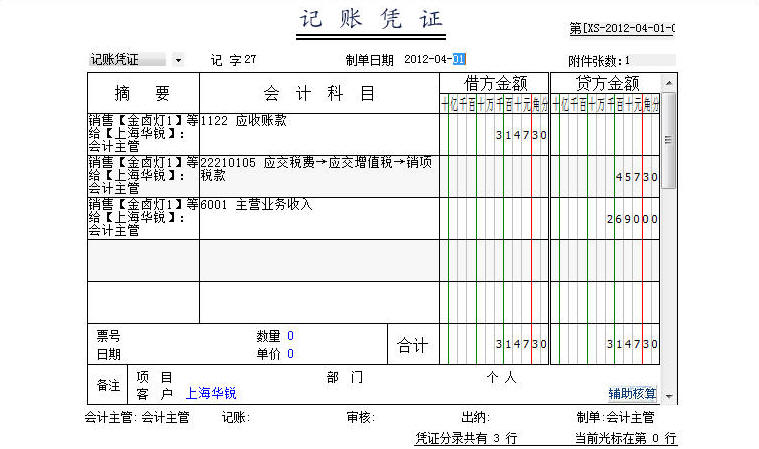 记 账 凭 证
第[XS-2012-04-01-0
记账凭证 记 字 27 制单日期 2012-04-01 附件张数:1
摘 要 会 计 科 目 借方金额 贷方金额
十亿千百十万千百十元角分 十亿千百十万千百十元角分
销售【金卤灯1】等 1122 应收账款
给【上海华锐】: 314730
会计主管
销售【金卤灯1】等 22210105 应交税费→应交增值税→销项
给【上海华锐】: 税款 45730
会计主管
销售【金卤灯1】等 6001 主营业务收入
给【上海华锐】: 269000
会计主管
票号 数量 0
合计 314730 314730
日期 单价 0
备注 项 目 部 门 个 人
客 户 上海华锐 辅助核算
会计主管: 会计主管 记账: 审核: 出纳: 制单:会计主管
凭证分录共有 3 行 当前光标在第 0 行